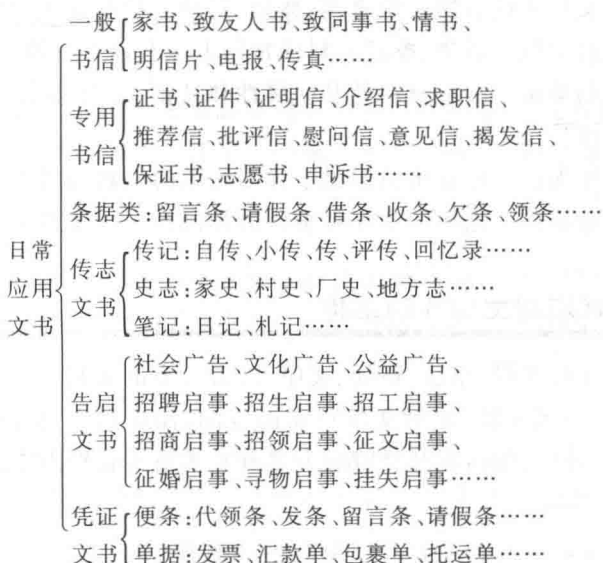 一般 家书、致友人书、致同事书、情书、
书信 明信片、电报、传真……
证书、证件、证明信、介绍信、求职信、
专用
推荐信、批评信、慰问信、意见信、揭发信、
书信
保证书、志愿书、申诉书……
条据类:留言条、请假条、借条、收条、欠条、领条……
日常
应用
文书
传记:自传、小传、传、评传、回忆录……
传志
史志:家史、村史、厂史、地方志……
文书
笔记:日记、札记……
社会广告、文化广告、公益广告、
告启 招聘启事、招生启事、招工启事、
文书 招商启事、招领启事、征文启事、
征婚启事、寻物启事、挂失启事……
凭证 便条:代领条、发条、留言条、请假条……
文书 单据:发票、汇款单、包裹单、托运单……